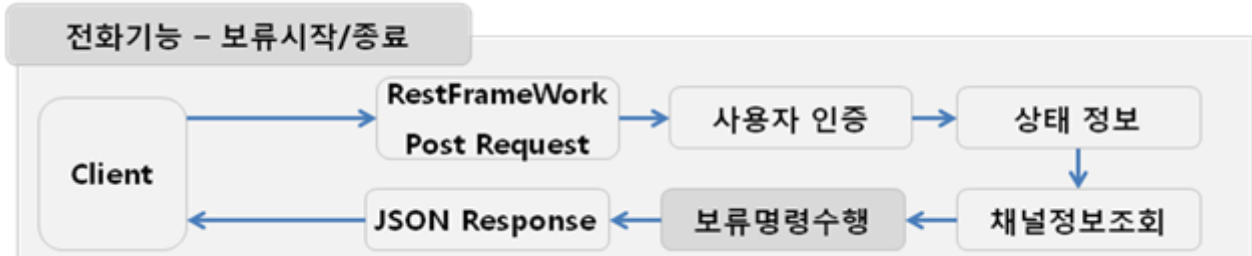 전화기능 – 보류시작/종료
Client
RestFrameWork
Post Request
사용자 인증
상태 정보
JSON Response
보류명령수행
채널정보조회